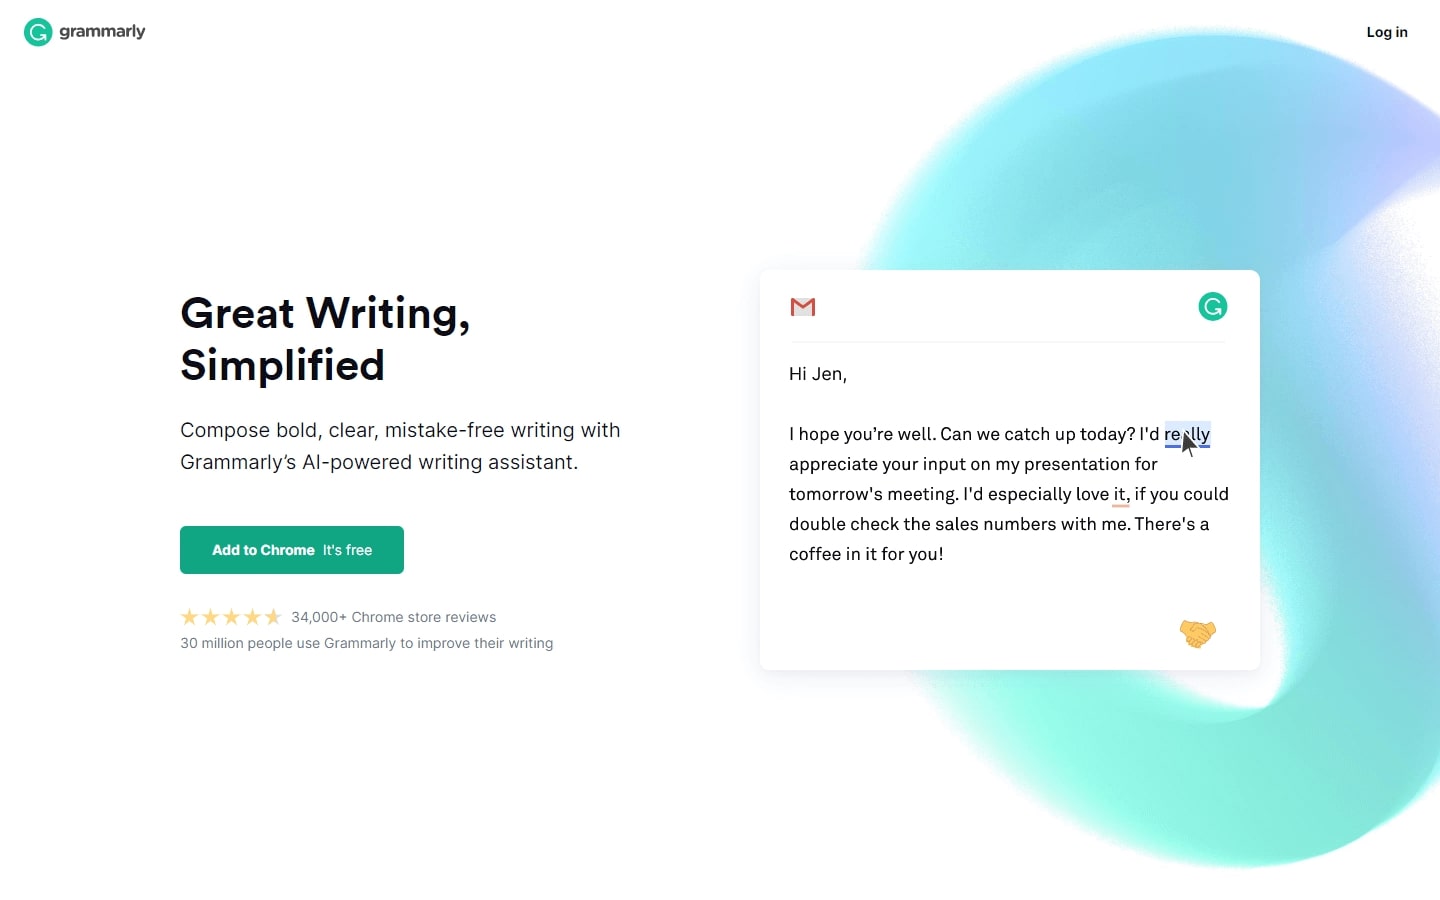 grammarly
Log in
Great Writing,
Simplified
Compose bold, clear, mistake-free writing with
Grammarly’s AI-powered writing assistant.
Add to Chrome It's free
34,000+ Chrome store reviews
30 million people use Grammarly to improve their writing
Hi Jen,
I hope you’re well. Can we catch up today? I'd really
appreciate your input on my presentation for
tomorrow's meeting. I'd especially love it, if you could
double check the sales numbers with me. There's a
coffee in it for you!